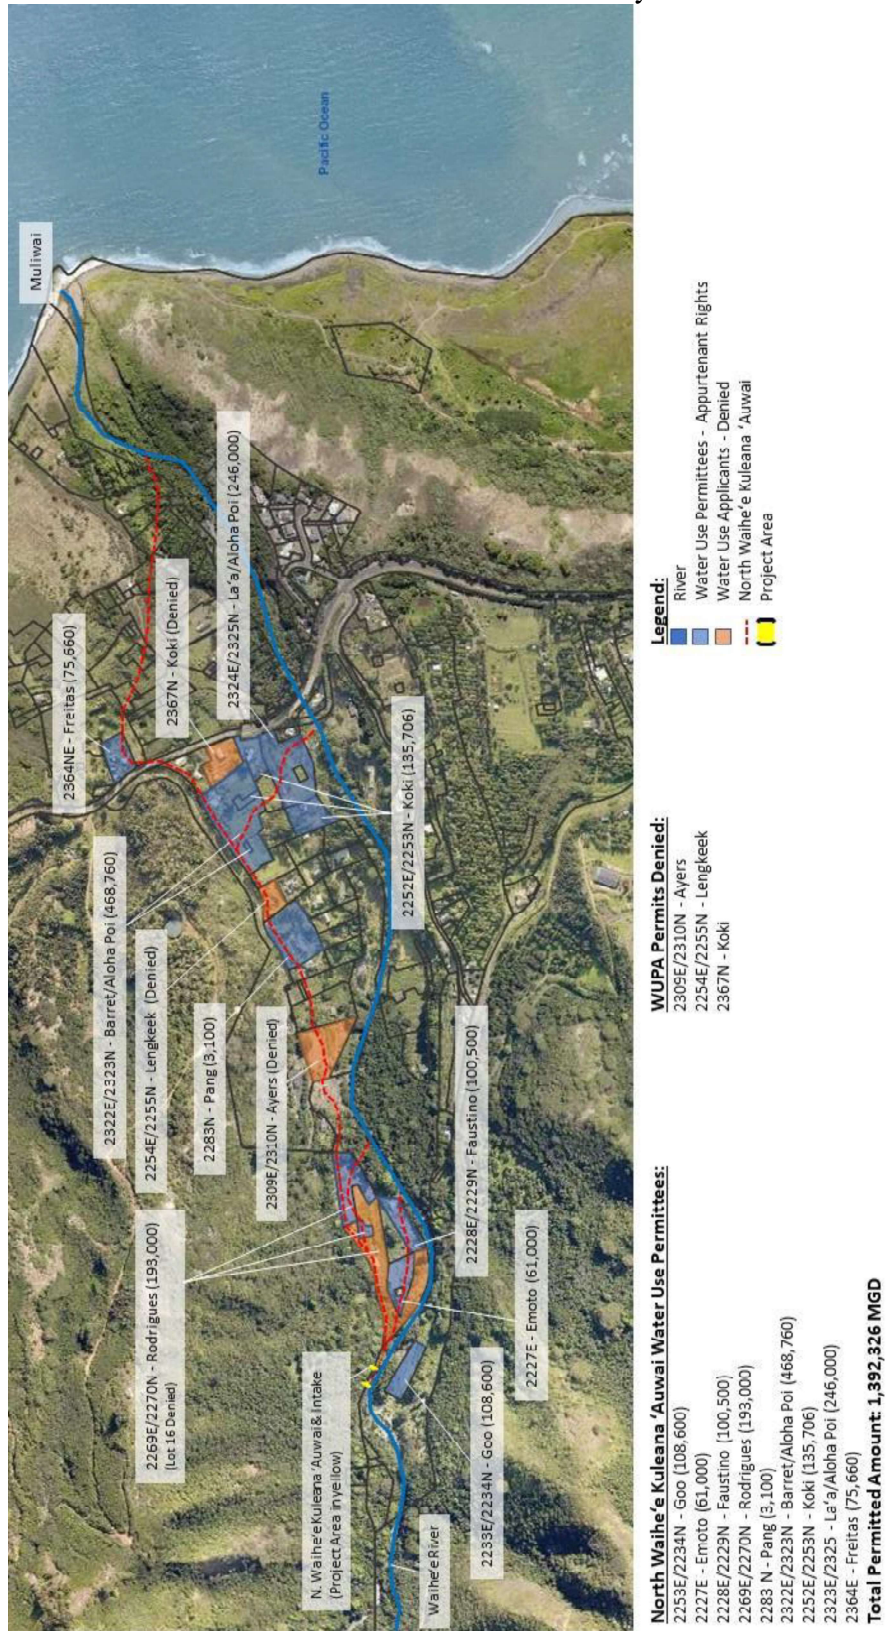 Muliwai
Pacific Ocean
2364NE - Freitas (75,660)
2367N - Koki (Denied)
2324E/2325N - La'a/Aloha Poi (246,000)
2322E/2323N - Barret/Aloha Poi (468,760)
2254E/2255N - Lengkeek (Denied)
2283N - Pang (3,100)
2309E/2310N - Ayers (Denied)
2252E/2253N - Koki (135,706)
2269E/2270N - Rodrigues (193,000)
(Lot 16 Denied)
2228E/2229N - Faustino (100,500)
2227E - Emoto (61,000)
N. Waihe'e Kuleana 'Auwai & Intake
(Project Area in yellow)
2233E/2234N - Goo (108,600)
Waihe'e River
North Waihe'e Kuleana 'Auwai Water Use Permittees:
2253E/2234N - Goo (108,600)
2227E - Emoto (61,000)
2228E/2229N - Faustino (100,500)
2269E/2270N - Rodrigues (193,000)
2283 N - Pang (3,100)
2322E/2323N - Barret/Aloha Poi (468,760)
2252E/2253N - Koki (135,706)
2323E/2325 - La'a/Aloha Poi (246,000)
2364E - Freitas (75,660)
Total Permitted Amount: 1,392,326 MGD
WUPA Permits Denied:
2309E/2310N - Ayers
2254E/2255N - Lengkeek
2367N - Koki
Legend:
River
Water Use Permittees - Appurtenant Rights
Water Use Applicants - Denied
North Waihe'e Kuleana 'Auwai
Project Area